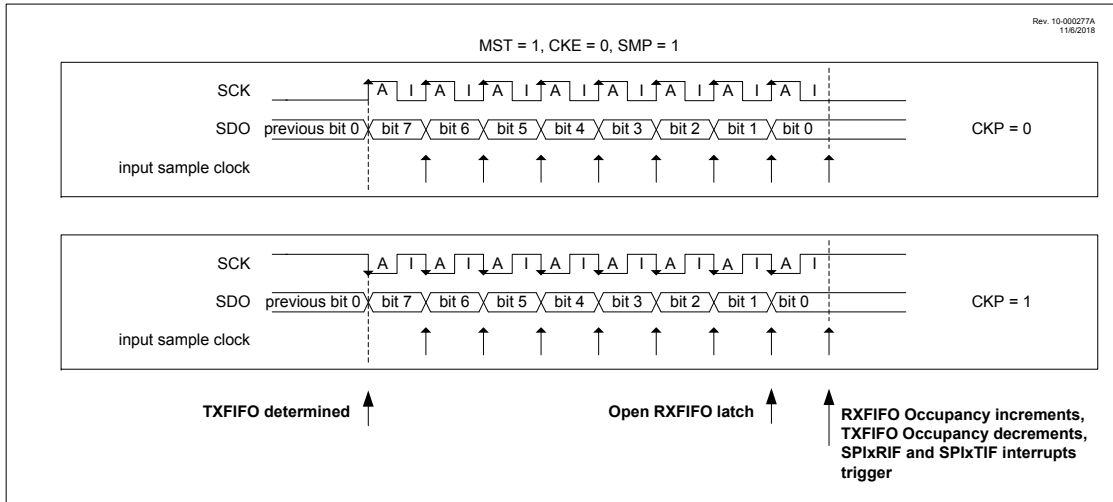 Rev. 10-000277A
11/6/2018
MST = 1, CKE = 0, SMP = 1
SCK A I A I A I A I A I A I A I A I
SDO previous bit 0 bit 7 bit 6 bit 5 bit 4 bit 3 bit 2 bit 1 bit 0 CKP = 0
input sample clock
SCK A I A I A I A I A I A I A I A I
SDO previous bit 0 bit 7 bit 6 bit 5 bit 4 bit 3 bit 2 bit 1 bit 0 CKP = 1
input sample clock
TXFIFO determined
Open RXFIFO latch
RXFIFO Occupancy increments,
TXFIFO Occupancy decrements,
SPIxRIF and SPIxTIF interrupts
trigger